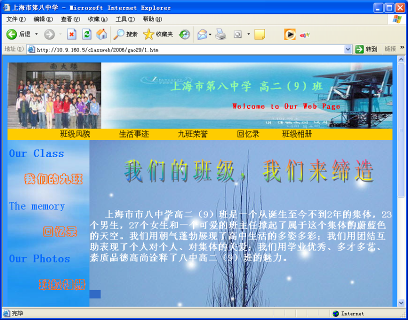 上海市第八中学 - Microsoft Internet Explorer
文件(F) 编辑(E) 查看(V) 收藏(A) 工具(T) 帮助(H)
后退 搜索 收藏夹
地址(D) http://10.9.160.5/classweb/2006/gao29/1.htm 转到 链接
上海市第八中学 高二(9)班
Welcome to Our Web Page
班级风貌 生活事迹 九班荣誉 回忆录 班级相册
Our Class
我们的九班
The memory
回忆录
Our Photos
我们的班级，我们来缔造
上海市市八中学高二（9）班是一个从诞生至今不到2年的集体，23
个男生，27个女生和一个可爱的班主任撑起了属于这个集体的蔚蓝色
的天空。我们用朝气蓬勃展现了高中生活的多姿多彩；我们用团结互
助表现了个人对个人、对集体的关爱；我们用学业优秀、多才多艺、
素质品德高尚诠释了八中高二（9）班的魅力。
Internet